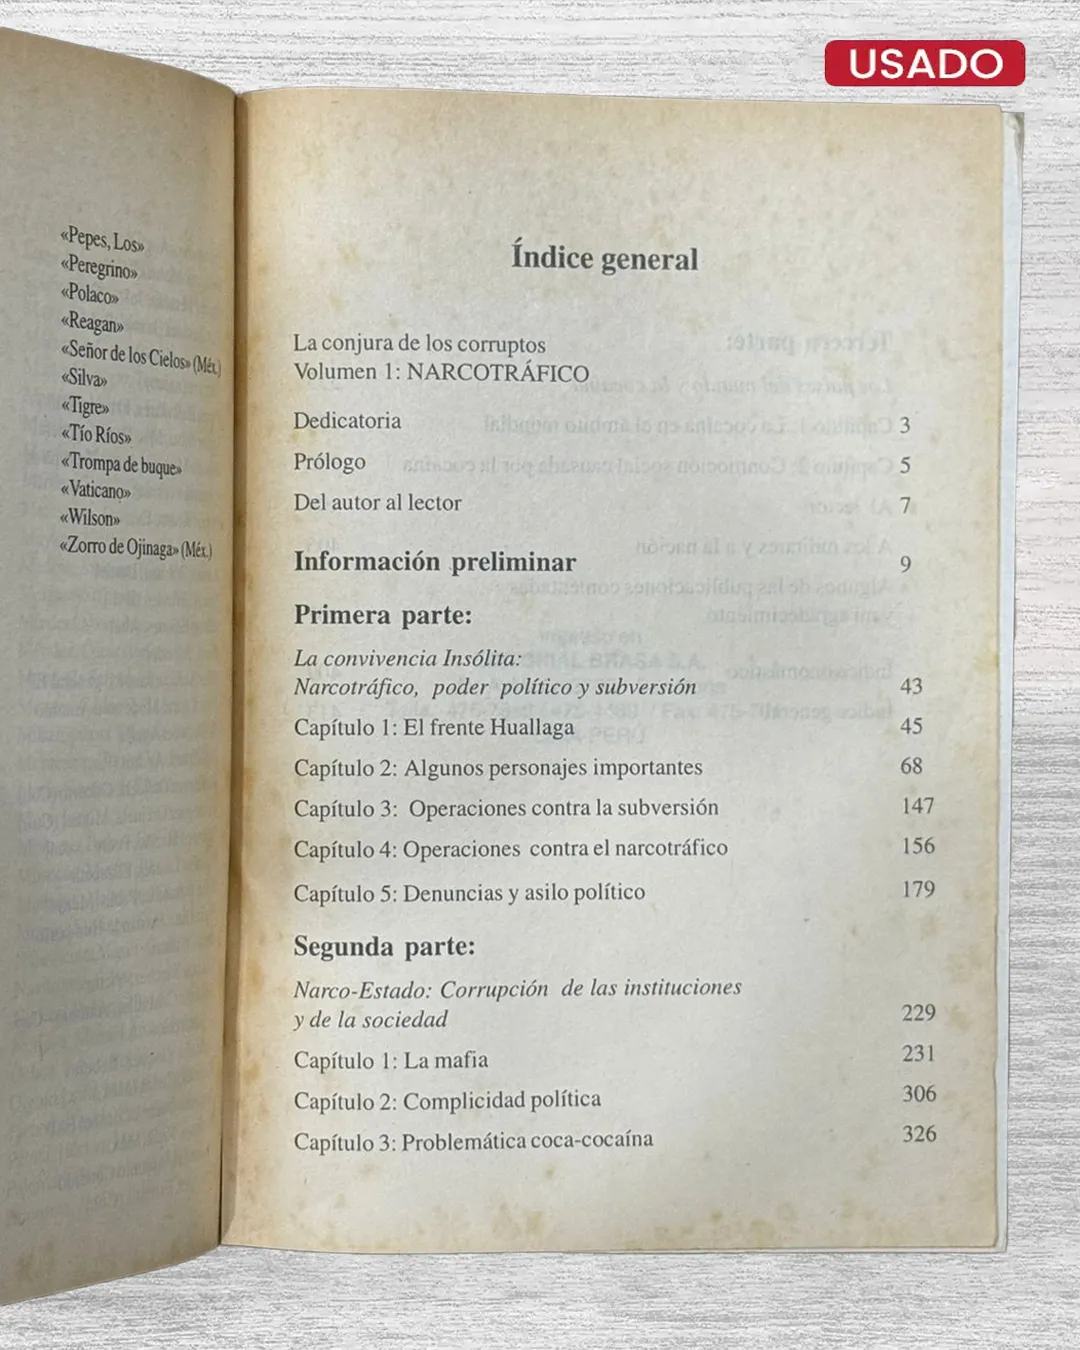 USADO
«Pepes, Los»
«Peregrino»
«Polaco»
«Reagan»
«Señor de los Cielos» (Méx.)
«Silva»
«Tigre»
«Tío Ríos»
«Trompa de buque»
«Vaticano»
«Wilson»
«Zorro de Ojinaga» (Méx.)
Índice general
La conjura de los corruptos
Volumen 1: NARCOTRÁFICO
Dedicatoria 3
Prólogo 5
Del autor al lector 7
Información preliminar 9
Primera parte:
La convivencia Insólita:
Narcotráfico, poder político y subversión 43
Capítulo 1: El frente Huallaga 45
Capítulo 2: Algunos personajes importantes 68
Capítulo 3: Operaciones contra la subversión 147
Capítulo 4: Operaciones contra el narcotráfico 156
Capítulo 5: Denuncias y asilo político 179
Segunda parte:
Narco-Estado: Corrupción de las instituciones
y de la sociedad 229
Capítulo 1: La mafia 231
Capítulo 2: Complicidad política 306
Capítulo 3: Problemática coca-cocaína 326